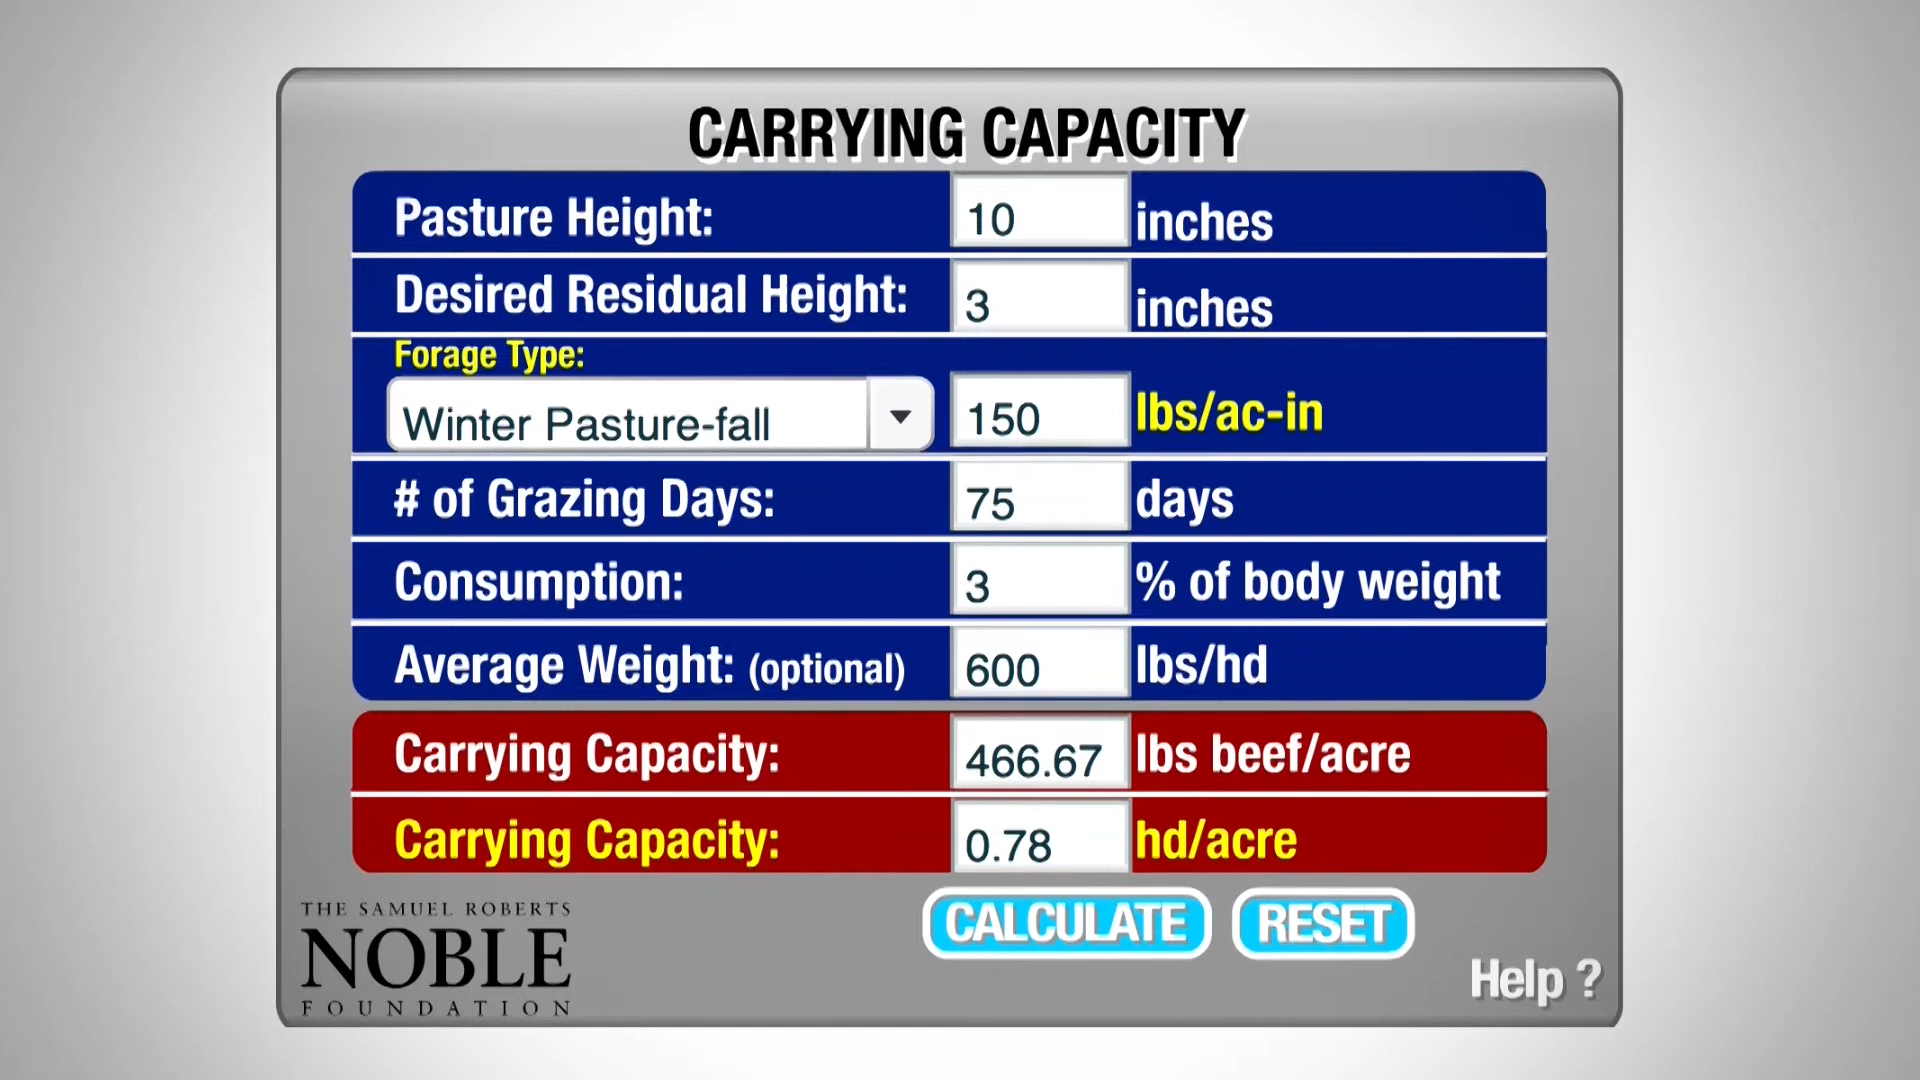 CARRYING CAPACITY
Pasture Height: 10 inches
Desired Residual Height: 3 inches
Forage Type:
Winter Pasture-fall 150 lbs/ac-in
# of Grazing Days: 75 days
Consumption: 3 % of body weight
Average Weight: (optional) 600 lbs/hd
Carrying Capacity: 466.67 lbs beef/acre
Carrying Capacity: 0.78 hd/acre
CALCULATE RESET
THE SAMUEL ROBERTS
NOBLE
FOUNDATION
Help ?